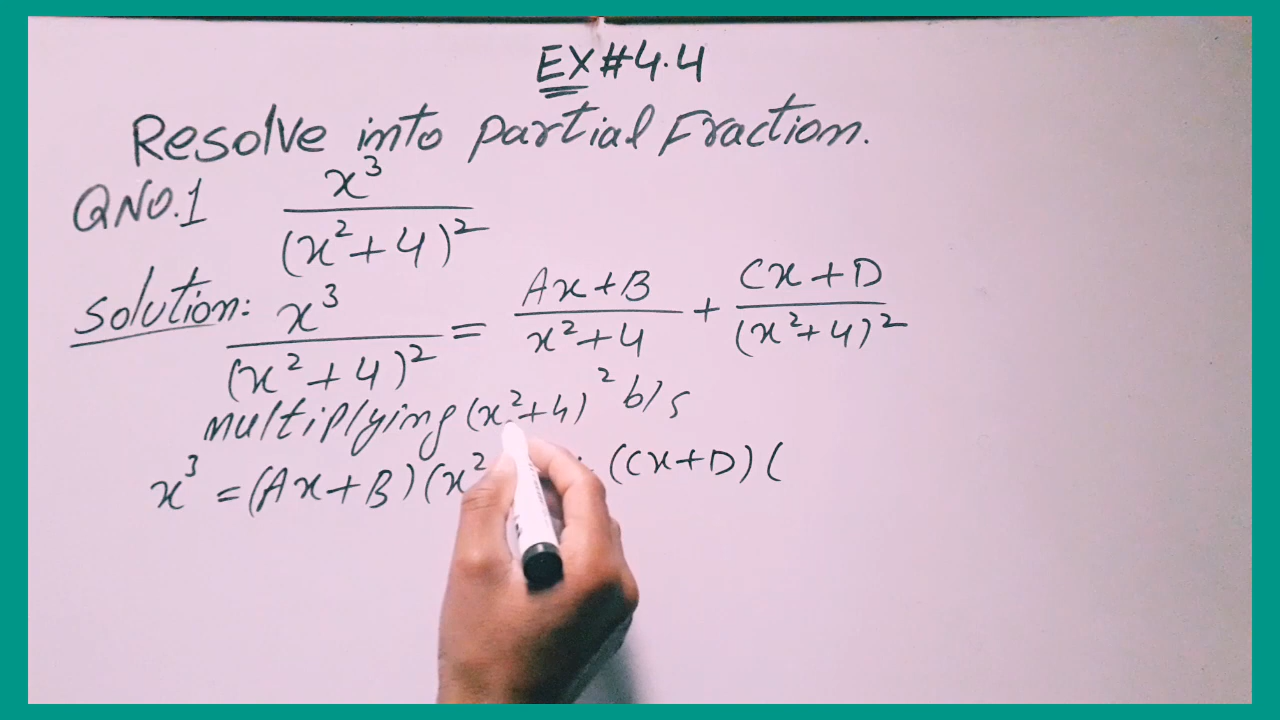 EX#4.4
Resolve into partial Fraction.
QNO.1 x³/(x²+4)²
Solution: x³/(x²+4)² = Ax+B/x²+4 + Cx+D/(x²+4)²
multiplying (x²+4)² b/s
x³ = (Ax+B)(x² (Cx+D)(